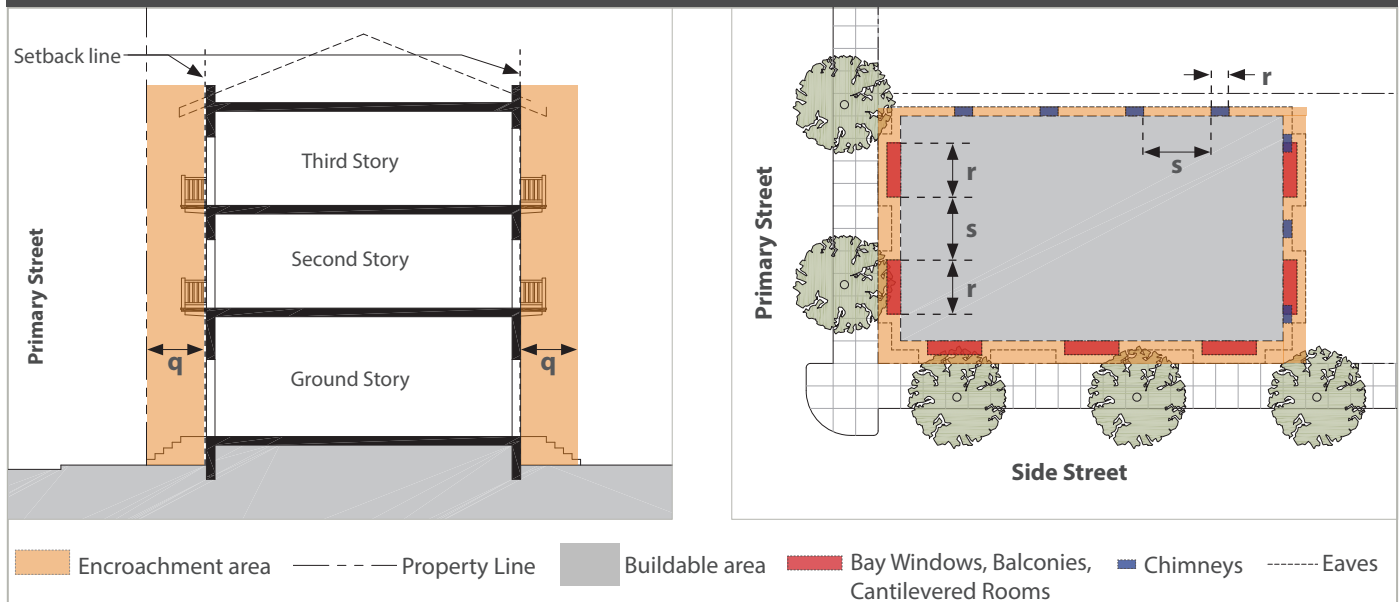 Setback line
Third Story
Second Story
Ground Story
Primary Street
q
q
r
s
r
s
r
Primary Street
Side Street
Encroachment area
Property Line
Buildable area
Bay Windows, Balconies,
Cantilevered Rooms
Chimneys
Eaves